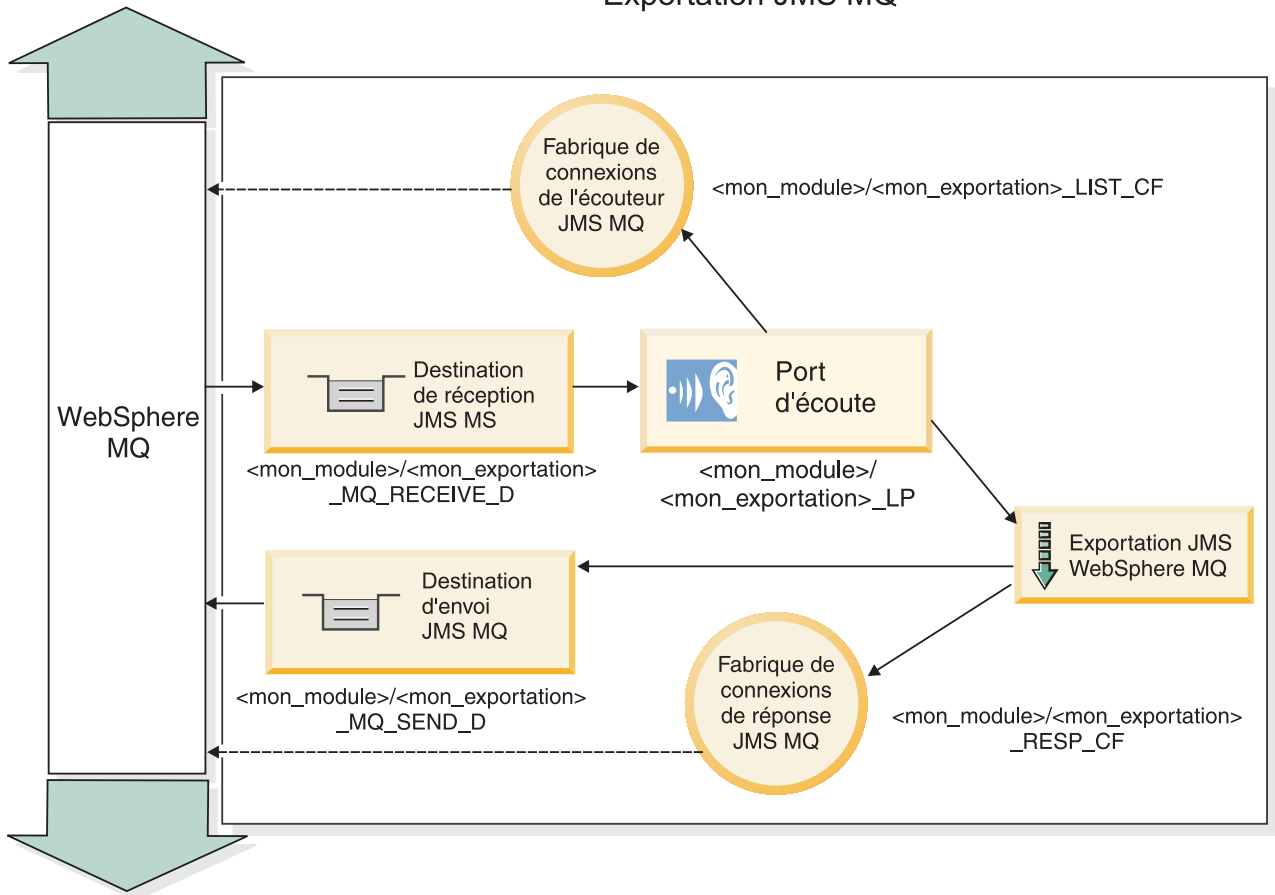 Exportation JMS MQ
Fabrique de
connexions
de l'écouteur
JMS MQ
<mon_module>/<mon_exportation>_LIST_CF
WebSphere
MQ
Destination
de réception
JMS MS
<mon_module>/<mon_exportation>
_MQ_RECEIVE_D
Port
d'écoute
<mon_module>/
<mon_exportation>_LP
Exportation JMS
WebSphere MQ
Destination
d'envoi
JMS MQ
<mon_module>/<mon_exportation>
_MQ_SEND_D
Fabrique de
connexions
de réponse
JMS MQ
<mon_module>/<mon_exportation>
_RESP_CF